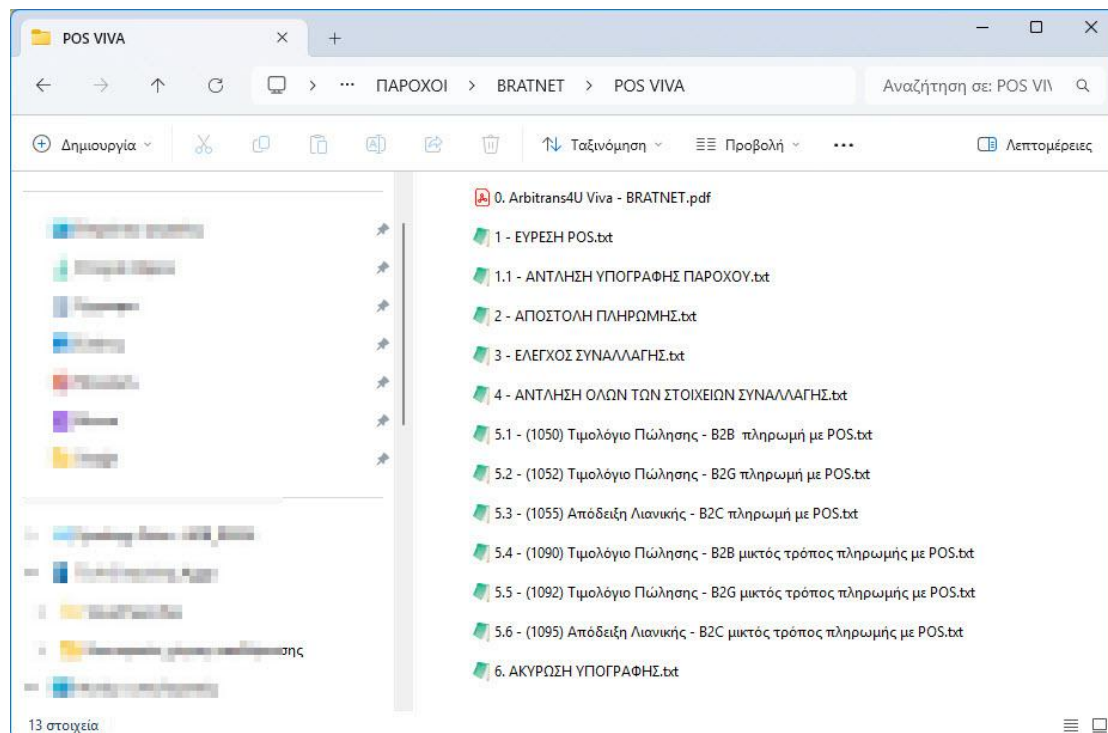 POS VIVA
ΠΑΡΟΧΟΙ > BRATNET > POS VIVA
Αναζήτηση σε: POS VI
Δημιουργία
Ταξινόμηση
Προβολή
Λεπτομέρειες
0. Arbitrans4U Viva - BRATNET.pdf
1 - ΕΥΡΕΣΗ POS.txt
1.1 - ΑΝΤΛΗΣΗ ΥΠΟΓΡΑΦΗΣ ΠΑΡΟΧΟΥ.txt
2 - ΑΠΟΣΤΟΛΗ ΠΛΗΡΩΜΗΣ.txt
3 - ΕΛΕΓΧΟΣ ΣΥΝΑΛΛΑΓΗΣ.txt
4 - ΑΝΤΛΗΣΗ ΟΛΩΝ ΤΩΝ ΣΤΟΙΧΕΙΩΝ ΣΥΝΑΛΛΑΓΗΣ.txt
5.1 - (1050) Τιμολόγιο Πώλησης - B2B πληρωμή με POS.txt
5.2 - (1052) Τιμολόγιο Πώλησης - B2G πληρωμή με POS.txt
5.3 - (1055) Απόδειξη Λιανικής - B2C πληρωμή με POS.txt
5.4 - (1090) Τιμολόγιο Πώλησης - B2B μικτός τρόπος πληρωμής με POS.txt
5.5 - (1092) Τιμολόγιο Πώλησης - B2G μικτός τρόπος πληρωμής με POS.txt
5.6 - (1095) Απόδειξη Λιανικής - B2C μικτός τρόπος πληρωμής με POS.txt
6. ΑΚΥΡΩΣΗ ΥΠΟΓΡΑΦΗΣ.txt
13 στοιχεία